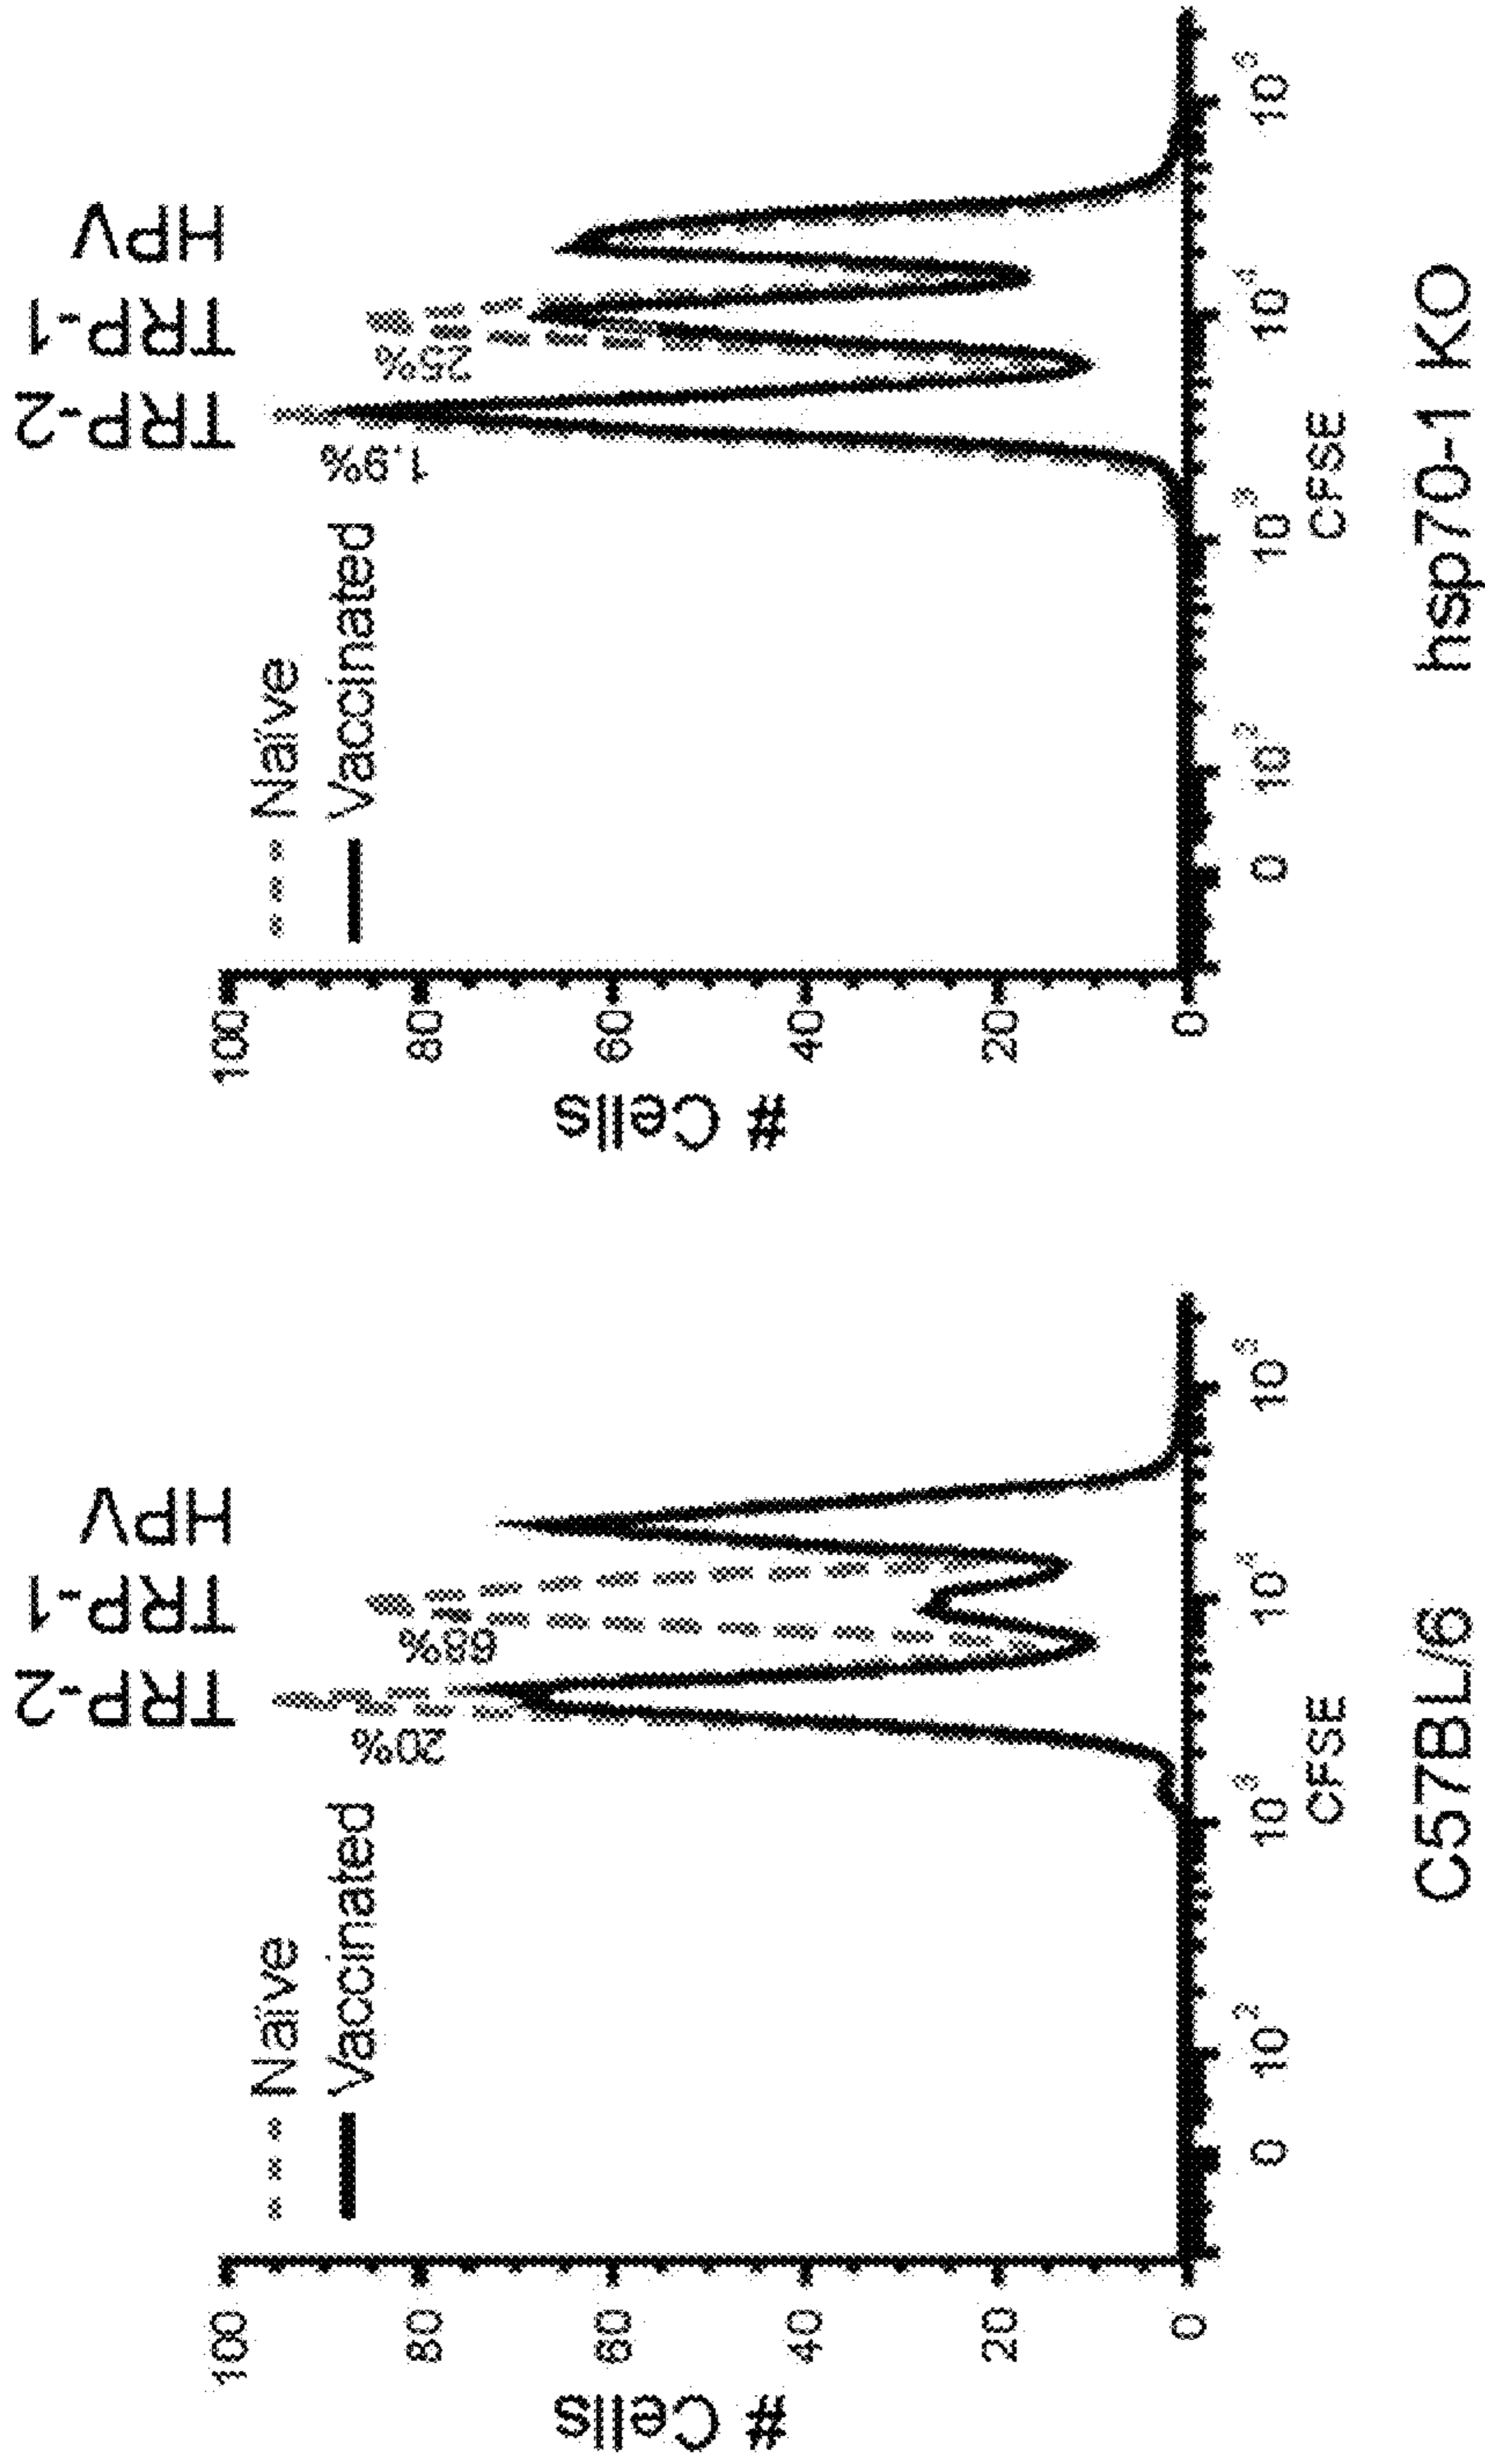 TRP-2 TRP-1 HPV
Naïve
Vaccinated
20%
68%
# Cells
100
80
60
40
20
0
0 10² 10³ 10⁴ 10⁵
CFSE
C57BL/6
TRP-2 TRP-1 HPV
Naïve
Vaccinated
1.9%
25%
# Cells
100
80
60
40
20
0
0 10² 10³ 10⁴ 10⁵
CFSE
hsp70-1 KO